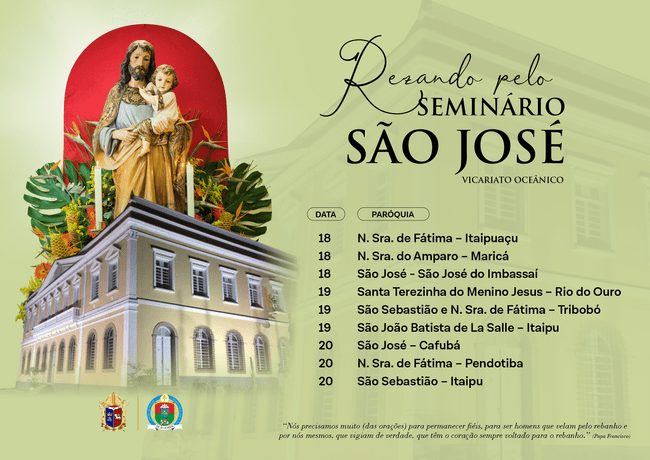 Rezando pelo
SEMINÁRIO
SÃO JOSÉ
VICARIATO OCEÂNICO
DATA PARÓQUIA
18 N. Sra. de Fátima – Itaipuaçu
18 N. Sra. do Amparo – Maricá
18 São José - São José do Imbassaí
19 Santa Terezinha do Menino Jesus – Rio do Ouro
19 São Sebastião e N. Sra. de Fátima – Tribobó
19 São João Batista de La Salle – Itaipu
20 São José – Cafubá
20 N. Sra. de Fátima – Pendotiba
20 São Sebastião – Itaipu
“Nós precisamos muito (das orações) para permanecer fiéis, para ser homens que velam pelo rebanho e
por nós mesmos, que vigiam de verdade, que têm o coração sempre voltado para o rebanho.” (Papa Francisco)